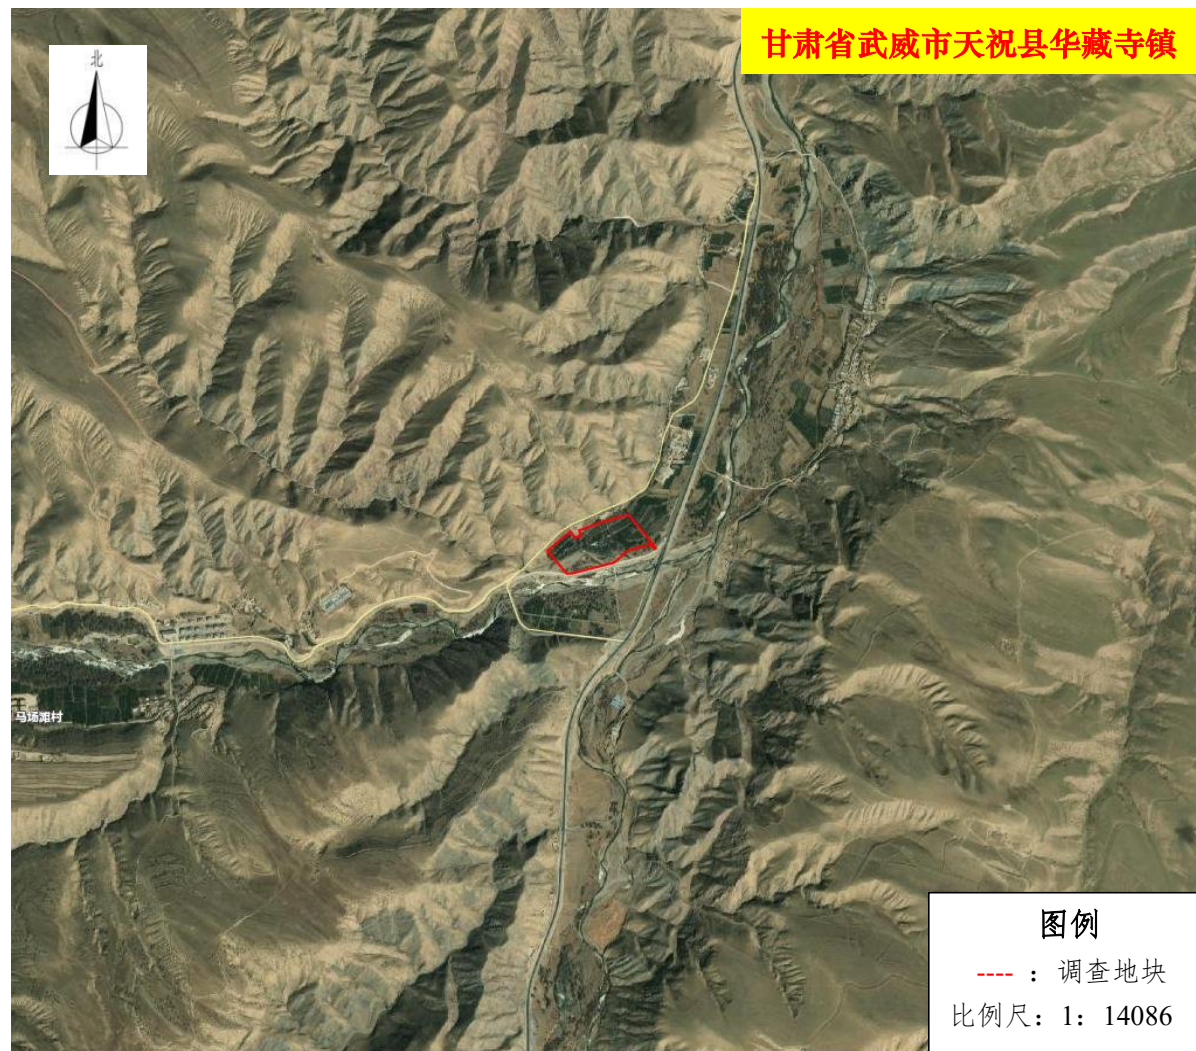 甘肃省武威市天祝县华藏寺镇
北
马场滩村
图例
---- ：调查地块
比例尺：1：14086